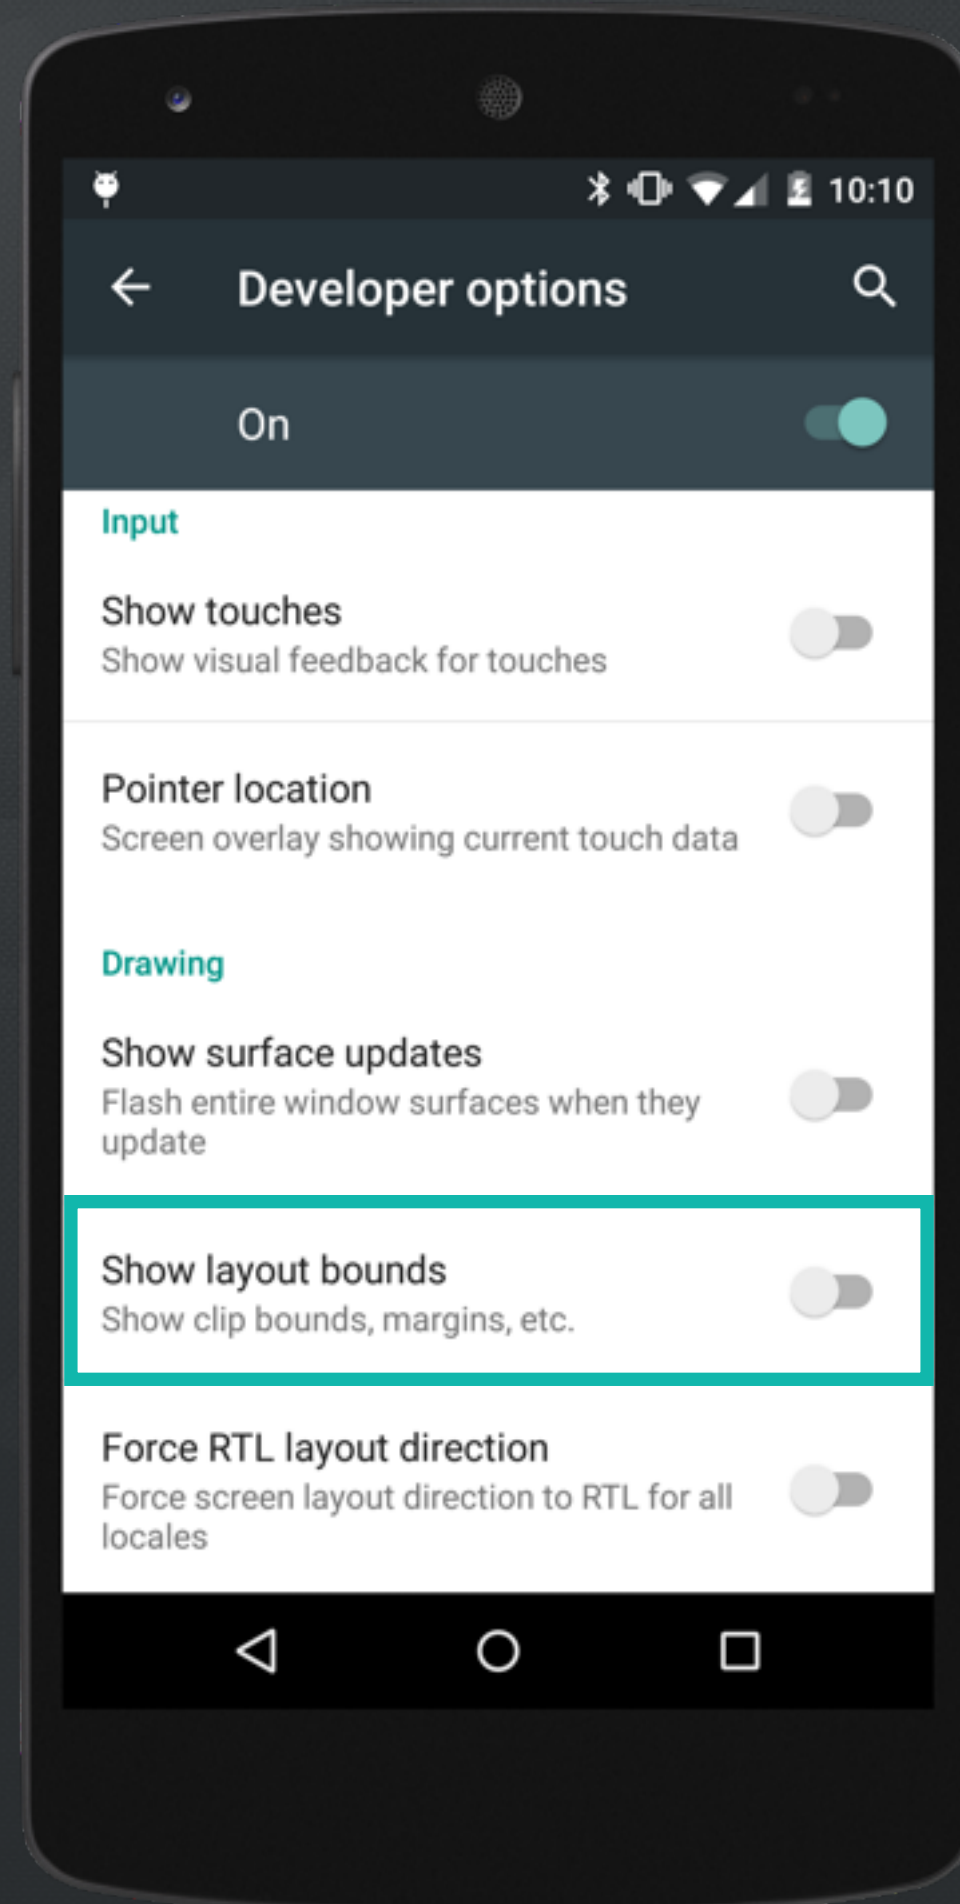 10:10
Developer options
On
Input
Show touches
Show visual feedback for touches
Pointer location
Screen overlay showing current touch data
Drawing
Show surface updates
Flash entire window surfaces when they
update
Show layout bounds
Show clip bounds, margins, etc.
Force RTL layout direction
Force screen layout direction to RTL for all
locales